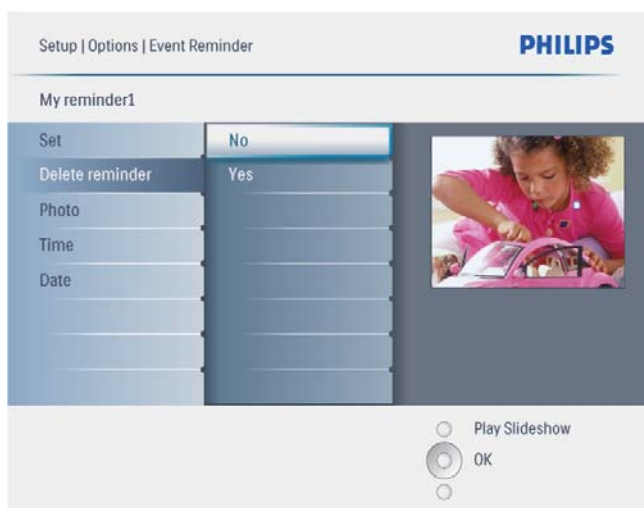 Setup | Options | Event Reminder
PHILIPS
My reminder1
Set
No
Delete reminder
Yes
Photo
Time
Date
Play Slideshow
OK